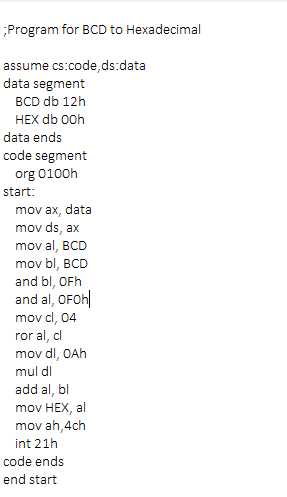 ;Program for BCD to Hexadecimal
assume cs:code,ds:data
data segment
BCD db 12h
HEX db 00h
data ends
code segment
org 0100h
start:
mov ax, data
mov ds, ax
mov al, BCD
mov bl, BCD
and bl, 0Fh
and al, 0F0h
mov cl, 04
ror al, cl
mov dl, 0Ah
mul dl
add al, bl
mov HEX, al
mov ah,4ch
int 21h
code ends
end start